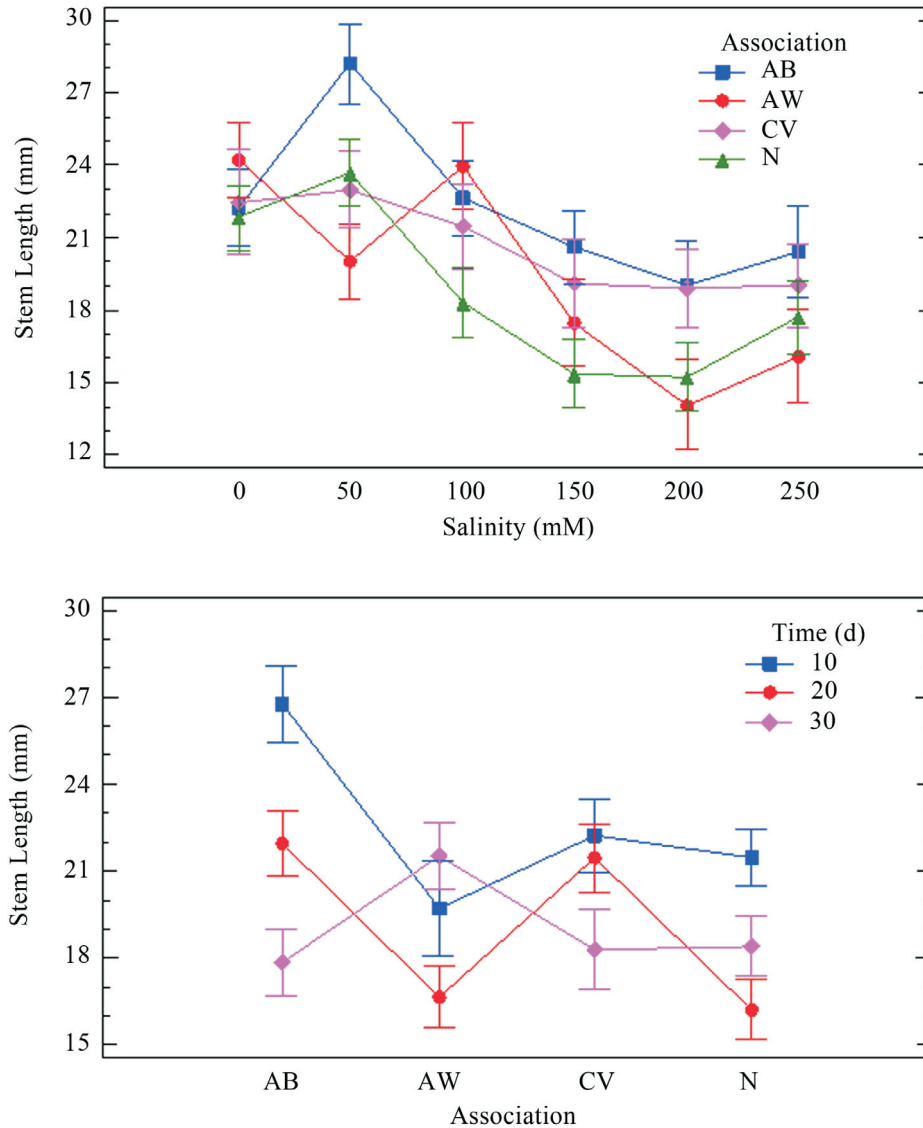 30
27
24
21
18
15
12
Stem Length (mm)
Association
AB
AW
CV
N
0 50 100 150 200 250
Salinity (mM)
30
27
24
21
18
15
Stem Length (mm)
Time (d)
10
20
30
AB AW CV N
Association